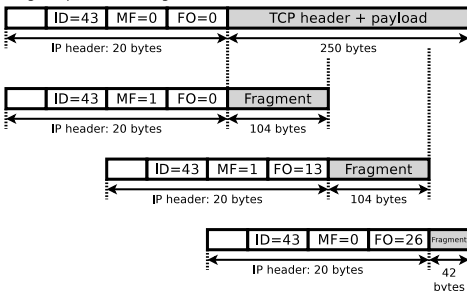 ID=43 MF=0 FO=0 TCP header + payload
IP header: 20 bytes 250 bytes
ID=43 MF=1 FO=0 Fragment
IP header: 20 bytes 104 bytes
ID=43 MF=1 FO=13 Fragment
IP header: 20 bytes 104 bytes
ID=43 MF=0 FO=26 Fragment
IP header: 20 bytes 42
bytes